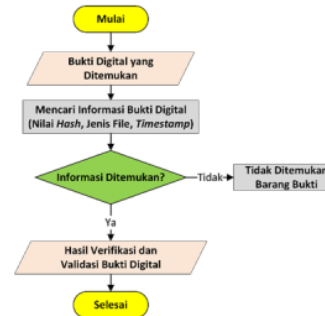 Mulai
Bukti Digital yang
Ditemukan
Mencari Informasi Bukti Digital
(Nilai Hash, Jenis File, Timestamp)
Informasi Ditemukan?
Tidak
Tidak Ditemukan
Barang Bukti
Ya
Hasil Verifikasi dan
Validasi Bukti Digital
Selesai